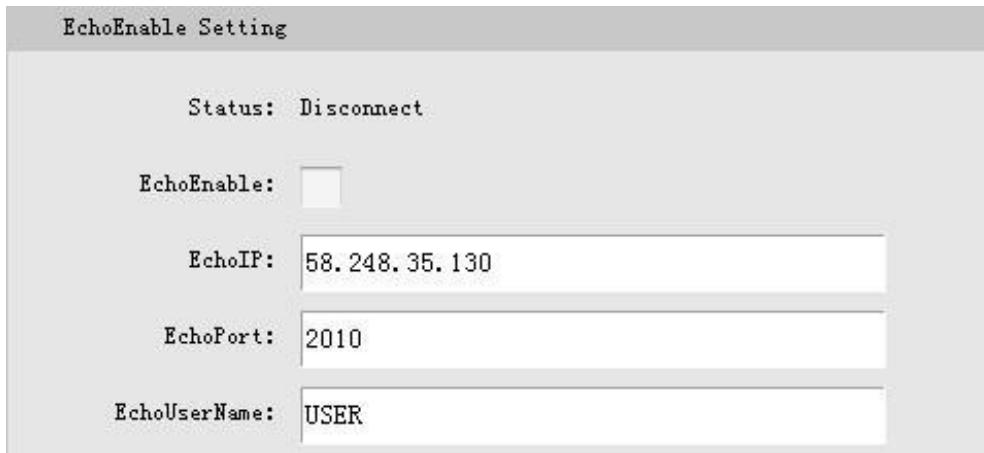 EchoEnable Setting
Status: Disconnect
EchoEnable:
EchoIP: 58.248.35.130
EchoPort: 2010
EchoUserName: USER